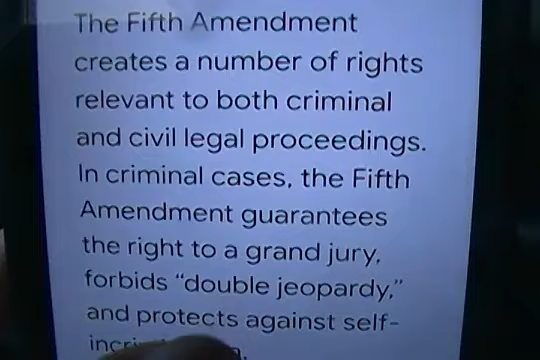 The Fifth Amendment
creates a number of rights
relevant to both criminal
and civil legal proceedings.
In criminal cases, the Fifth
Amendment guarantees
the right to a grand jury,
forbids “double jeopardy,”
and protects against self-